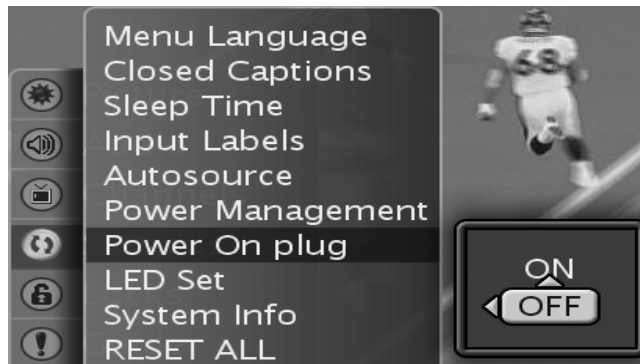 Menu Language
Closed Captions
Sleep Time
Input Labels
Autosource
Power Management
Power On plug
LED Set
System Info
RESET ALL
68
ON
OFF